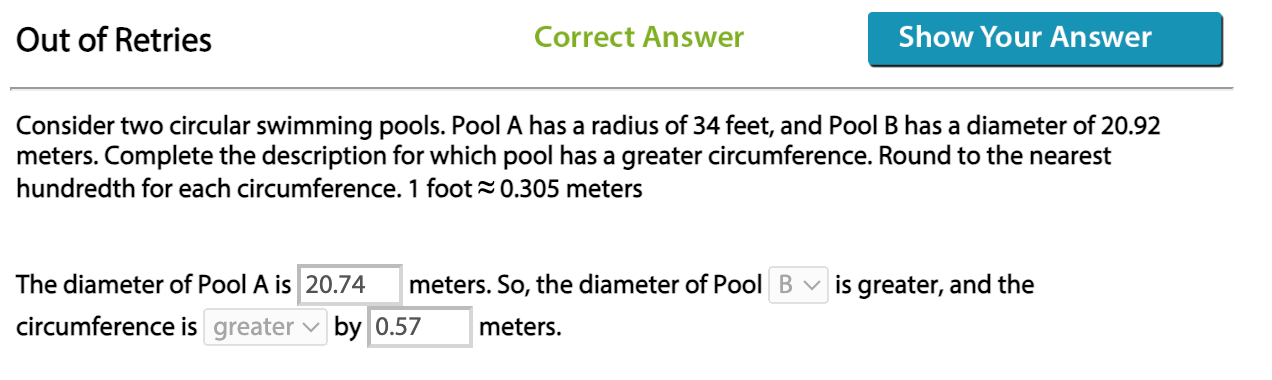 Out of Retries Correct Answer Show Your Answer
Consider two circular swimming pools. Pool A has a radius of 34 feet, and Pool B has a diameter of 20.92
meters. Complete the description for which pool has a greater circumference. Round to the nearest
hundredth for each circumference. 1 foot ≈ 0.305 meters
The diameter of Pool A is 20.74 meters. So, the diameter of Pool B is greater, and the
circumference is greater by 0.57 meters.